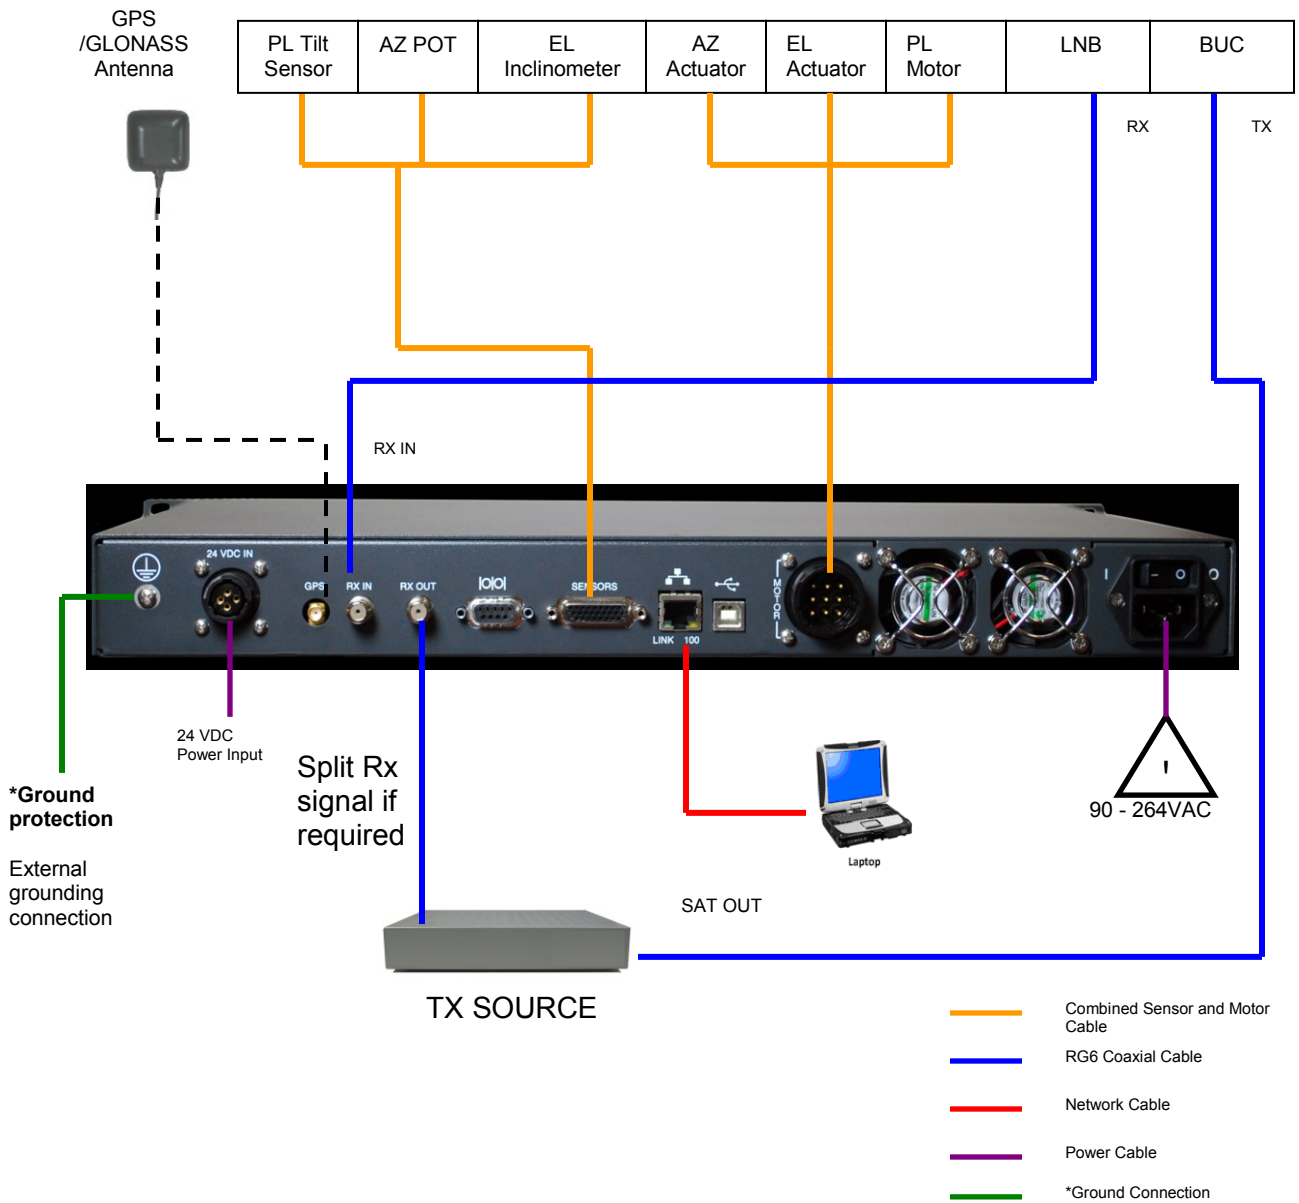 GPS
/GLONASS
Antenna
PL Tilt
Sensor
AZ POT
EL
Inclinometer
AZ
Actuator
EL
Actuator
PL
Motor
LNB
BUC
RX
TX
RX IN
24 VDC IN
GPS
RX IN
RX OUT
|O|O|
SENSORS
LINK 100
MOTOR
I
- O
O
24 VDC
Power Input
*Ground
protection
External
grounding
connection
Split Rx
signal if
required
Laptop
!
90 - 264VAC
SAT OUT
TX SOURCE
Combined Sensor and Motor
Cable
RG6 Coaxial Cable
Network Cable
Power Cable
*Ground Connection